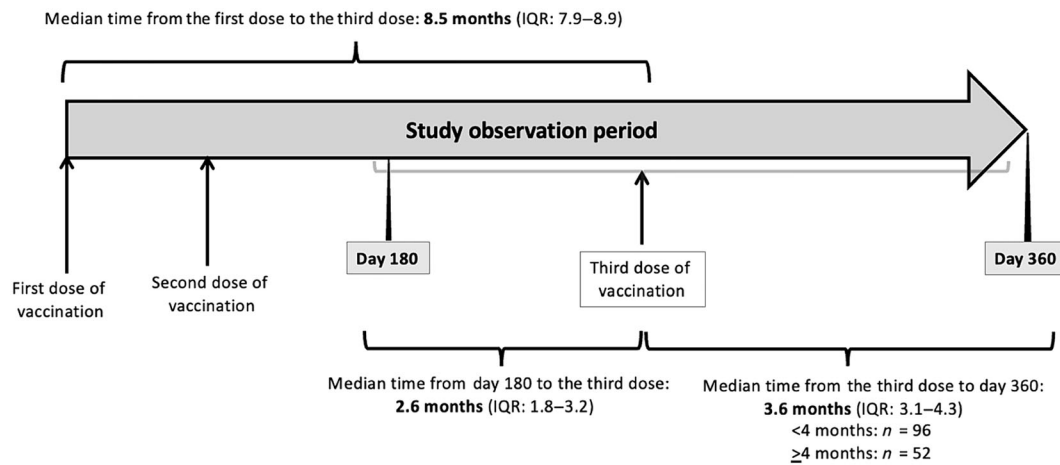 Median time from the first dose to the third dose: 8.5 months (IQR: 7.9–8.9)
Study observation period
Day 180
Day 360
First dose of
vaccination
Second dose of
vaccination
Third dose of
vaccination
Median time from day 180 to the third dose:
2.6 months (IQR: 1.8–3.2)
Median time from the third dose to day 360:
3.6 months (IQR: 3.1–4.3)
<4 months: n = 96
≥4 months: n = 52